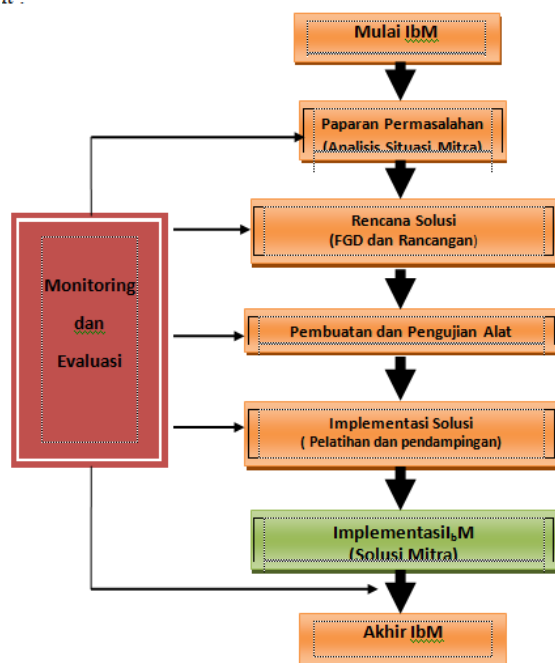 Mulai IbM
Paparan Permasalahan
(Analisis Situasi Mitra)
Rencana Solusi
(FGD dan Rancangan)
Monitoring
dan
Evaluasi
Pembuatan dan Pengujian Alat
Implementasi Solusi
( Pelatihan dan pendampingan)
ImplementasiIbM
(Solusi Mitra)
Akhir IbM